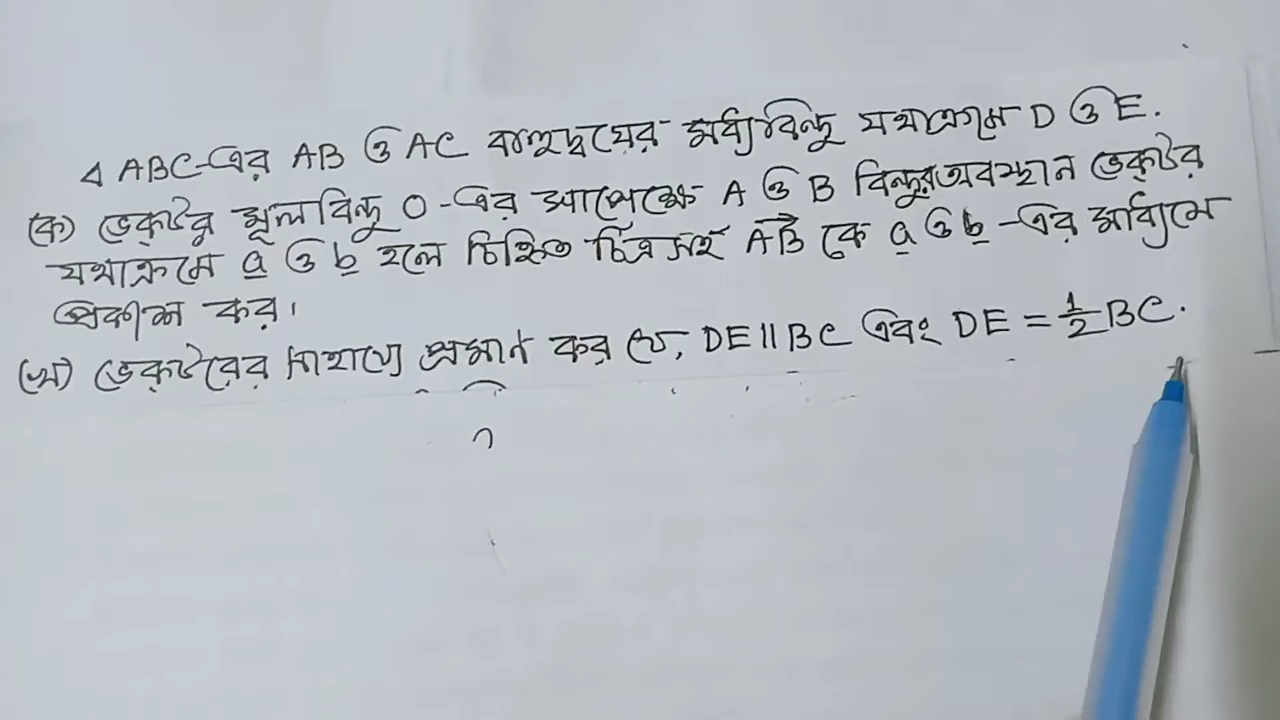 △ ABC-এর AB ও AC বাহুদ্বয়ের মধ্যবিন্দু যথাক্রমে D ও E.
(ক) ভেক্টর মূলবিন্দু O-এর সাপেক্ষে A ও B বিন্দুর অবস্থান ভেক্টর
যথাক্রমে a ও b হলে চিহ্নিত চিত্রসহ AB⃗ কে a ও b -এর মাধ্যমে
প্রকাশ কর।
(খ) ভেক্টরের সাহায্যে প্রমাণ কর যে, DE || BC এবং DE = 1/2 BC.